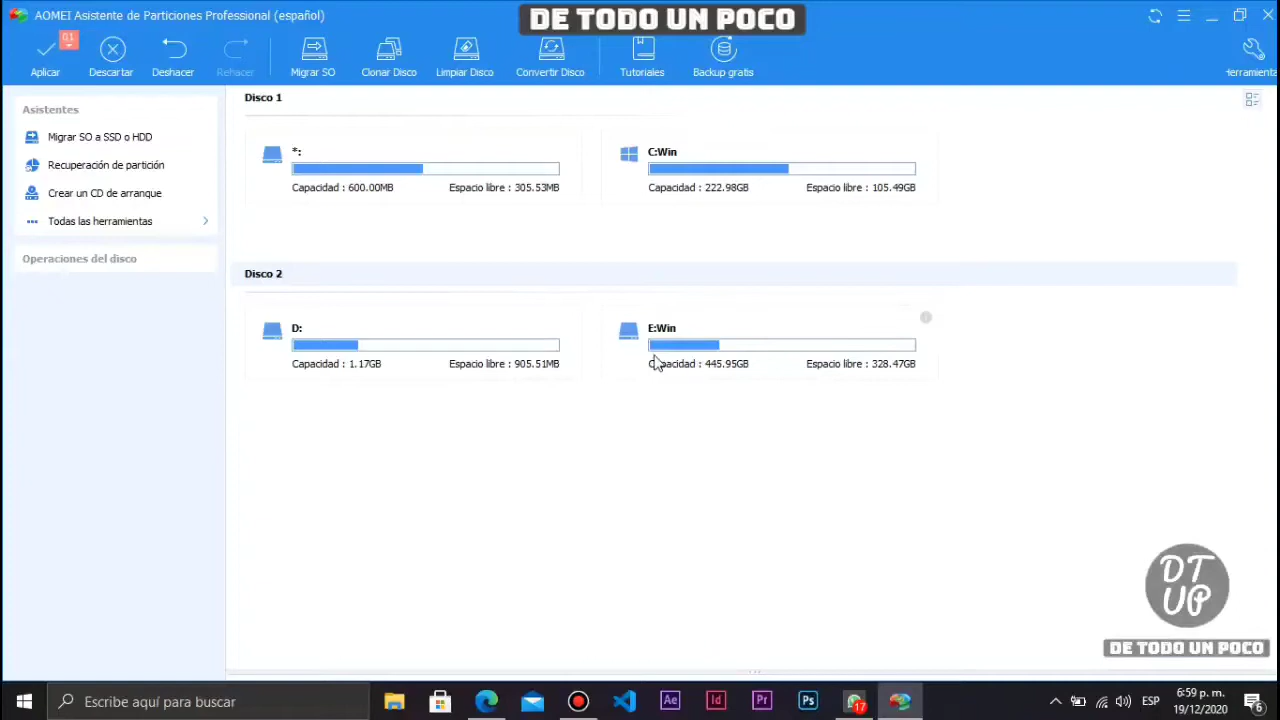 AOMEI Asistente de Particiones Professional (español)
DE TODO UN POCO
01
Aplicar
Descartar
Deshacer
Rehacer
Migrar SO
Clonar Disco
Limpiar Disco
Convertir Disco
Tutoriales
Backup gratis
Herramienta
Asistentes
Migrar SO a SSD o HDD
Recuperación de partición
Crear un CD de arranque
Todas las herramientas
Operaciones del disco
Disco 1
*:
Capacidad : 600.00MB Espacio libre : 305.53MB
C:Win
Capacidad : 222.98GB Espacio libre : 105.49GB
Disco 2
D:
Capacidad : 1.17GB Espacio libre : 905.51MB
E:Win
Capacidad : 445.95GB Espacio libre : 328.47GB
DT
UP
DE TODO UN POCO
Escribe aquí para buscar
Ae
Id
Pr
Ps
17
ESP
6:59 p. m.
19/12/2020
6